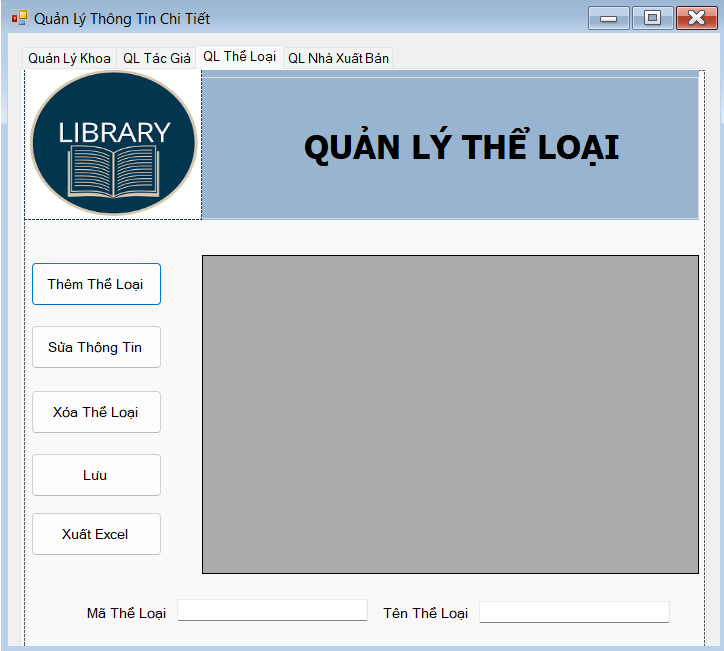 Quản Lý Thông Tin Chi Tiết
Quản Lý Khoa QL Tác Giả QL Thể Loại QL Nhà Xuất Bản
LIBRARY
QUẢN LÝ THỂ LOẠI
Thêm Thể Loại
Sửa Thông Tin
Xóa Thể Loại
Lưu
Xuất Excel
Mã Thể Loại Tên Thể Loại